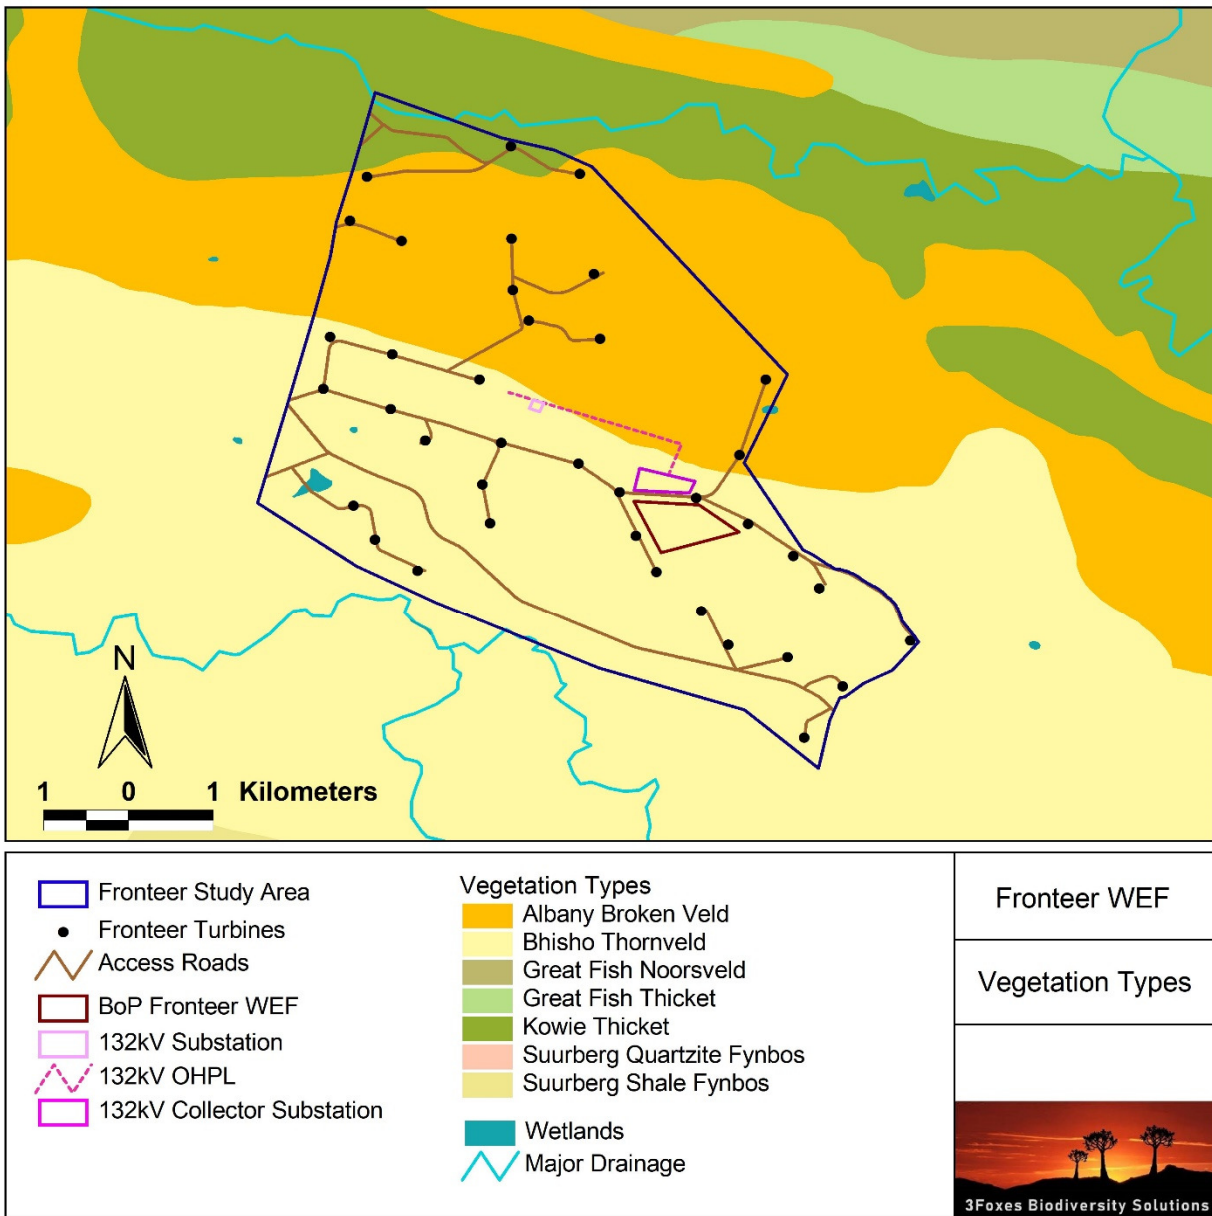 N
1 0 1 Kilometers
Fronteer Study Area
Fronteer Turbines
Access Roads
BoP Fronteer WEF
132kV Substation
132kV OHPL
132kV Collector Substation
Vegetation Types
Albany Broken Veld
Bhisho Thornveld
Great Fish Noorsveld
Great Fish Thicket
Kowie Thicket
Suurberg Quartzite Fynbos
Suurberg Shale Fynbos
Wetlands
Major Drainage
Fronteer WEF
Vegetation Types
3Foxes Biodiversity Solutions